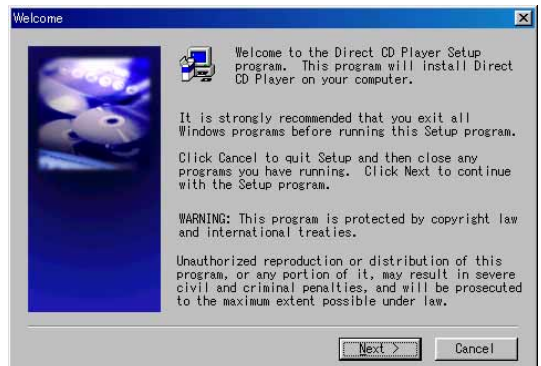 Welcome
Welcome to the Direct CD Player Setup
program. This program will install Direct
CD Player on your computer.
It is strongly recommended that you exit all
Windows programs before running this Setup program.
Click Cancel to quit Setup and then close any
programs you have running. Click Next to continue
with the Setup program.
WARNING: This program is protected by copyright law
and international treaties.
Unauthorized reproduction or distribution of this
program, or any portion of it, may result in severe
civil and criminal penalties, and will be prosecuted
to the maximum extent possible under law.
Next >
Cancel